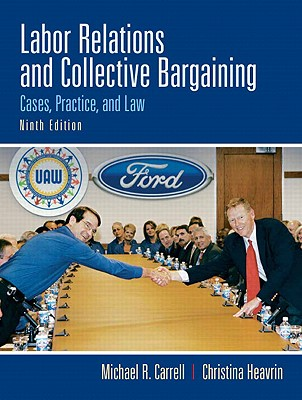 Labor Relations
and Collective Bargaining
Cases, Practice, and Law
Ninth Edition
UAW
Ford
Michael R. Carrell | Christina Heavrin